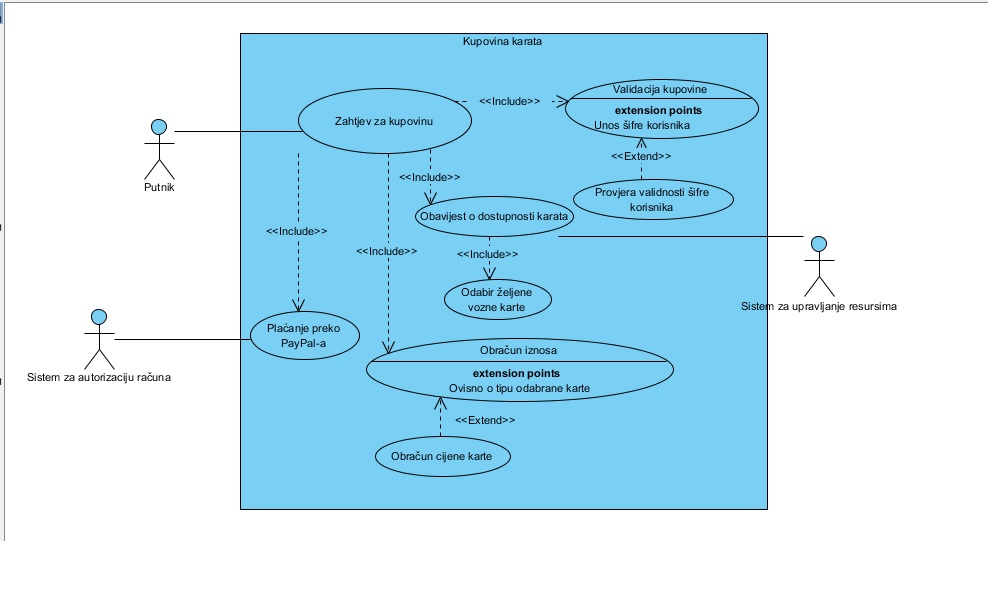 Kupovina karata
Validacija kupovine
<<Include>>
extension points
Zahtjev za kupovinu
Unos šifre korisnika
<<Extend>>
Putnik
<<Include>>
Provjera validnosti šifre
korisnika
Obavijest o dostupnosti karata
<<Include>>
<<Include>>
<<Include>>
Odabir željene
vozne karte
Sistem za upravljanje resursima
Plaćanje preko
PayPal-a
Obračun iznosa
extension points
Ovisno o tipu odabrane karte
Sistem za autorizaciju računa
<<Extend>>
Obračun cijene karte